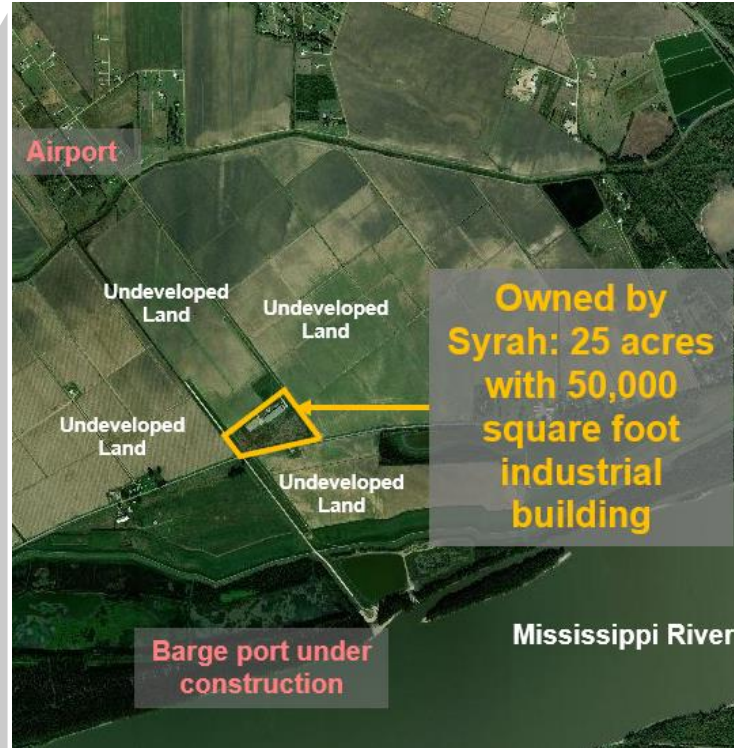 Airport
Undeveloped
Land
Undeveloped
Land
Owned by
Syrah: 25 acres
with 50,000
square foot
industrial
building
Undeveloped
Land
Undeveloped
Land
Mississippi River
Barge port under
construction